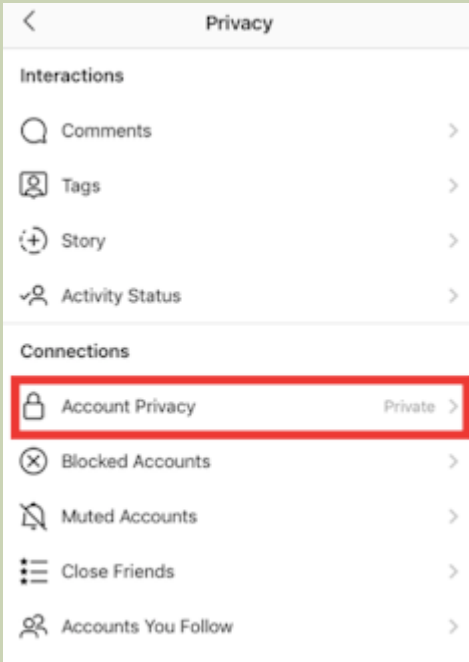 Privacy
Interactions
Comments
Tags
Story
Activity Status
Connections
Account Privacy Private
Blocked Accounts
Muted Accounts
Close Friends
Accounts You Follow